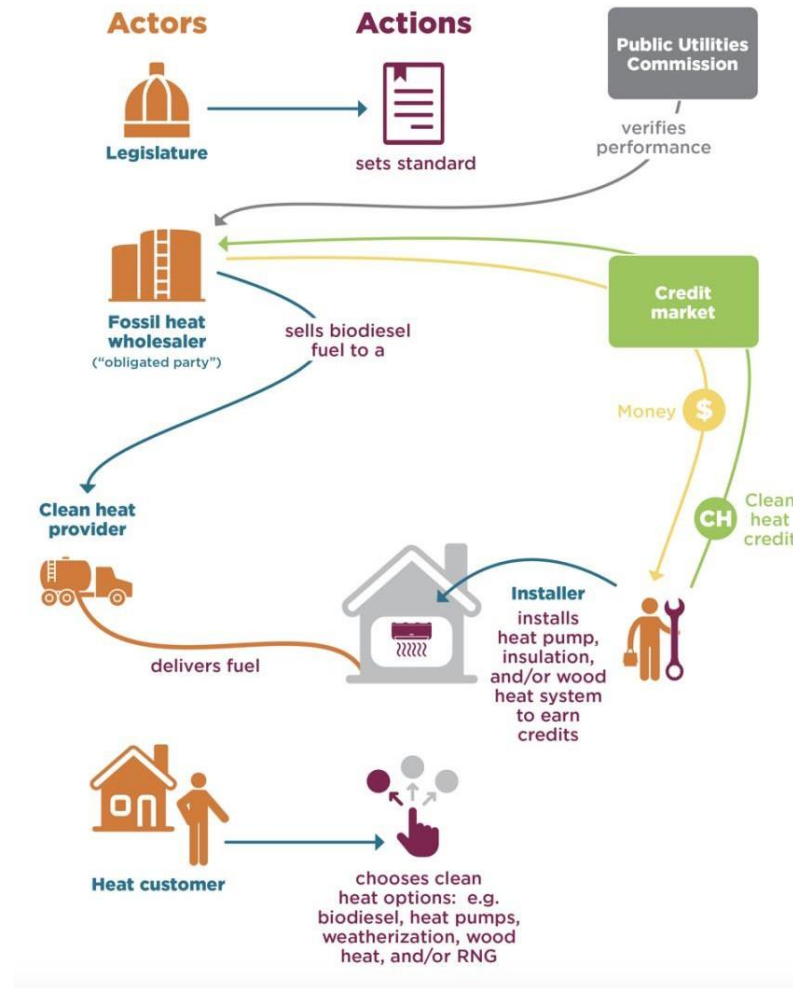 Actors
Actions
Public Utilities
Commission
Legislature
sets standard
verifies
performance
Fossil heat
wholesaler
("obligated party")
sells biodiesel
fuel to a
Credit
market
Money
$
Clean heat
provider
CH
Clean
heat
credit
Installer
installs
heat pump,
insulation,
and/or wood
heat system
to earn
credits
delivers fuel
Heat customer
chooses clean
heat options: e.g.
biodiesel, heat pumps,
weatherization, wood
heat, and/or RNG